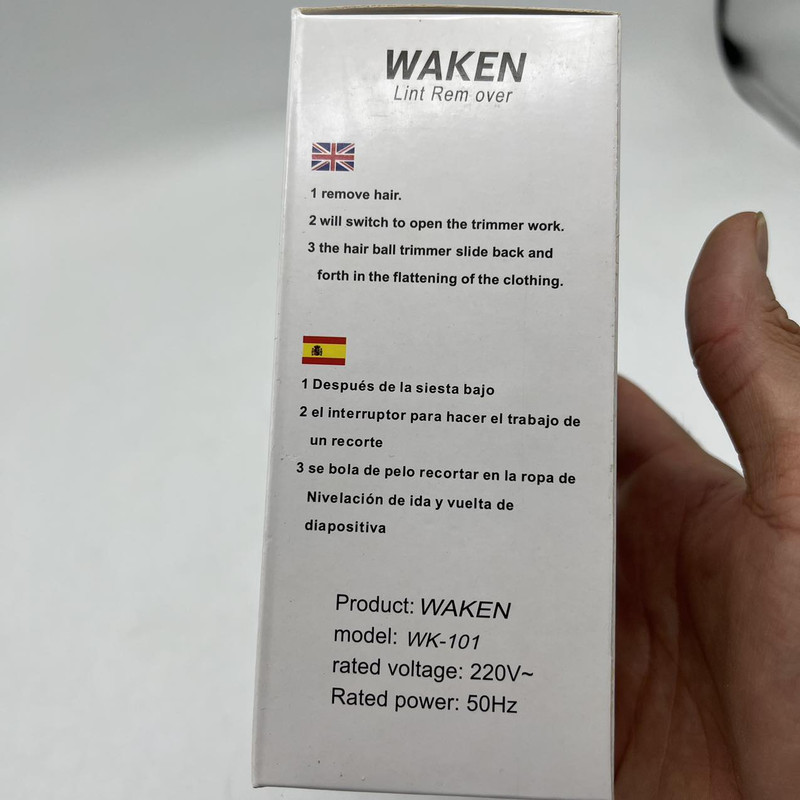 WAKEN
Lint Rem over
1 remove hair.
2 will switch to open the trimmer work.
3 the hair ball trimmer slide back and
forth in the flattening of the clothing.
1 Después de la siesta bajo
2 el interruptor para hacer el trabajo de
un recorte
3 se bola de pelo recortar en la ropa de
Nivelación de ida y vuelta de
diapositiva
Product: WAKEN
model: WK-101
rated voltage: 220V~
Rated power: 50Hz